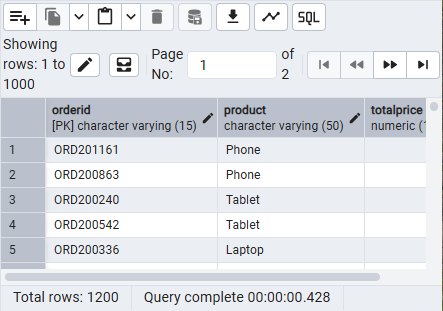 SQL
Showing
rows: 1 to
1000
Page
No:
1
of
2
orderid
[PK] character varying (15)
product
character varying (50)
totalprice
numeric (
1 ORD201161 Phone
2 ORD200863 Phone
3 ORD200240 Tablet
4 ORD200542 Tablet
5 ORD200336 Laptop
Total rows: 1200 Query complete 00:00:00.428